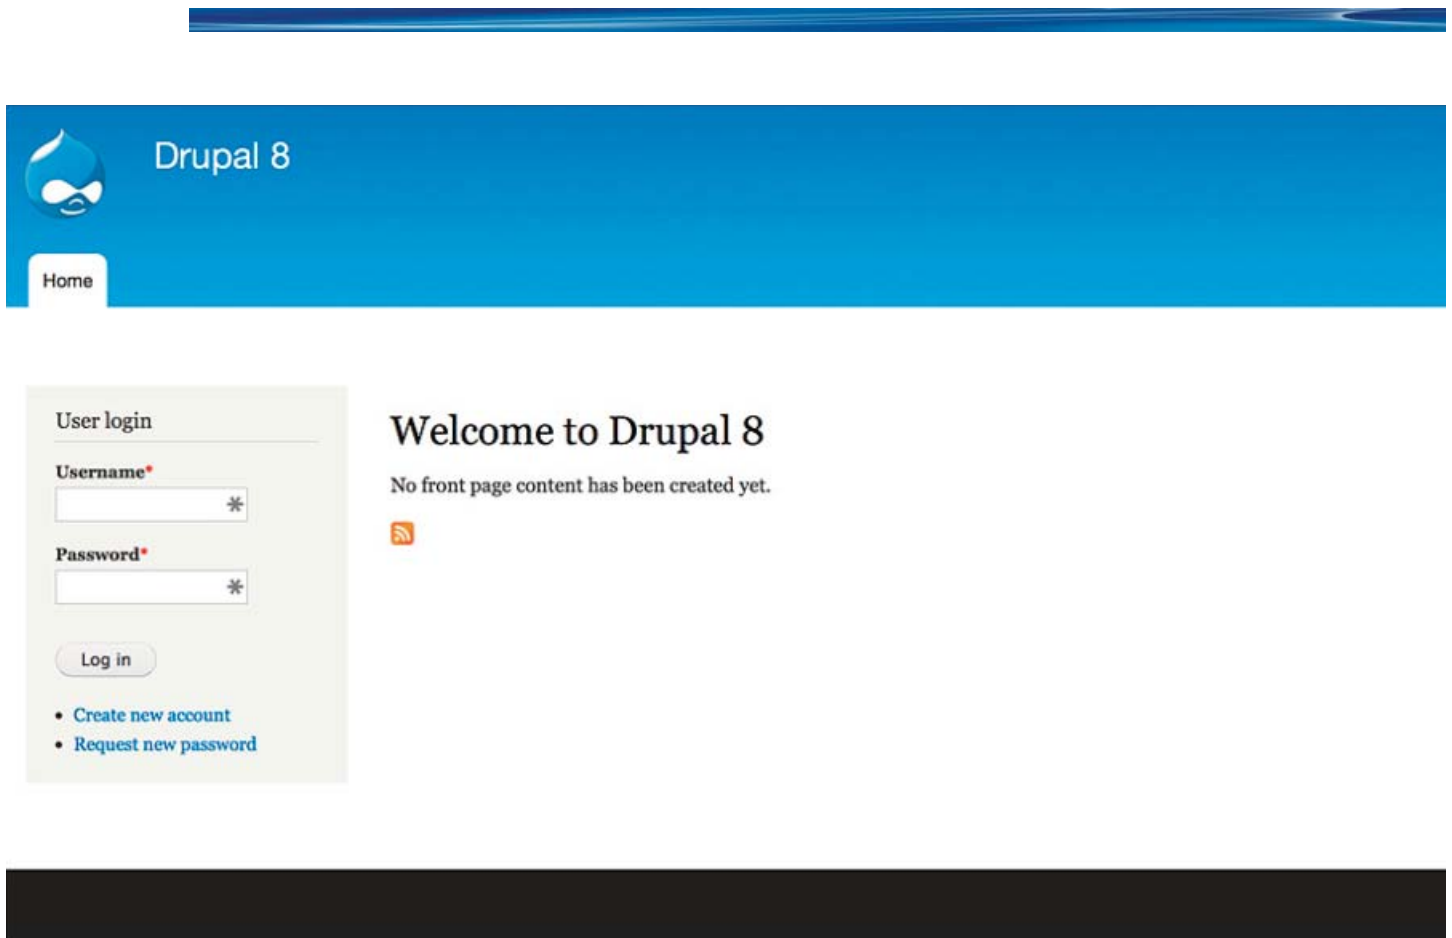 Drupal 8
Home
User login
Username*
Password*
Log in
• Create new account
• Request new password
Welcome to Drupal 8
No front page content has been created yet.